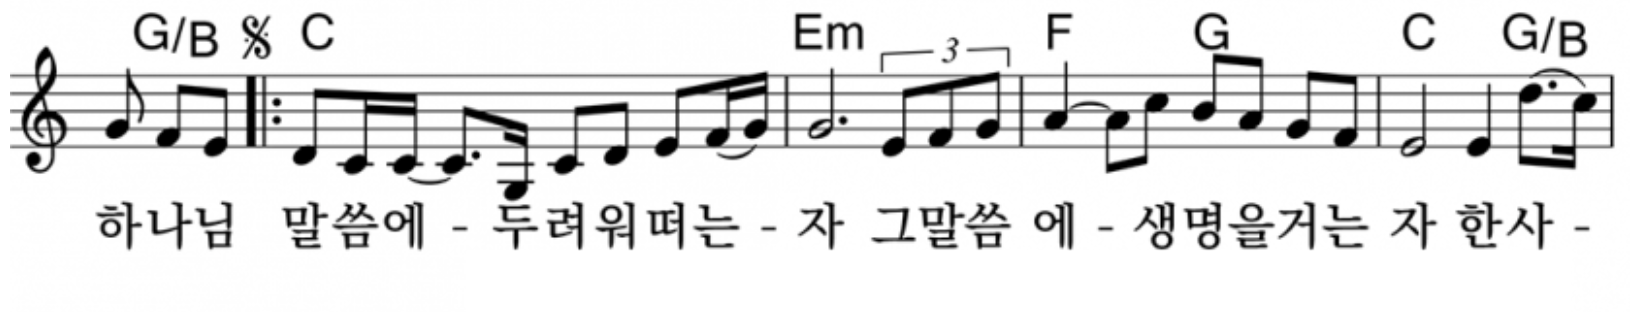 G/B C Em 3 F G C G/B
하나님 말씀에 - 두려워떠는 - 자 그말씀 에 - 생명을거는 자 한사 -